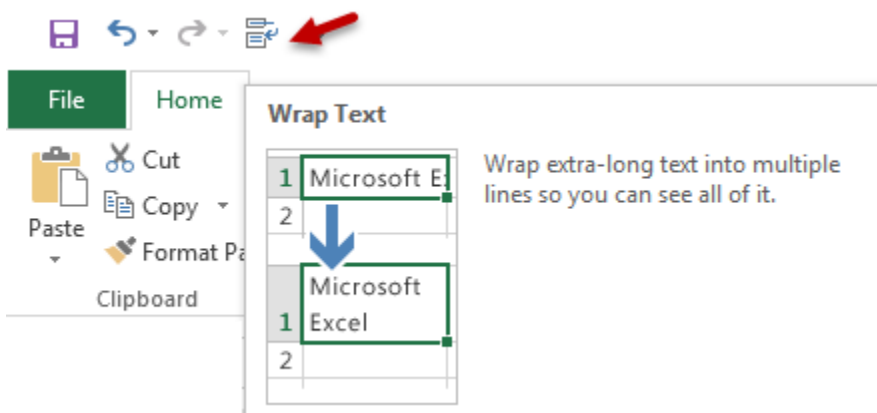 File
Home
Wrap Text
Cut
Copy
Paste
Format Pa
Clipboard
1 Microsoft E
2
Microsoft
1 Excel
2
Wrap extra-long text into multiple
lines so you can see all of it.